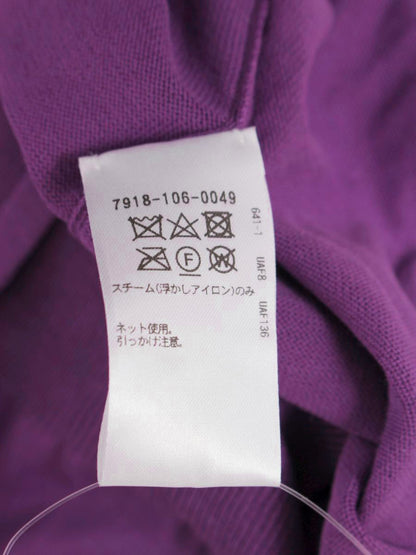 7918-106-0049
F W
スチーム(浮かしアイロン)のみ
ネット使用。
引っかけ注意。
641-1 UAF8 UAF136